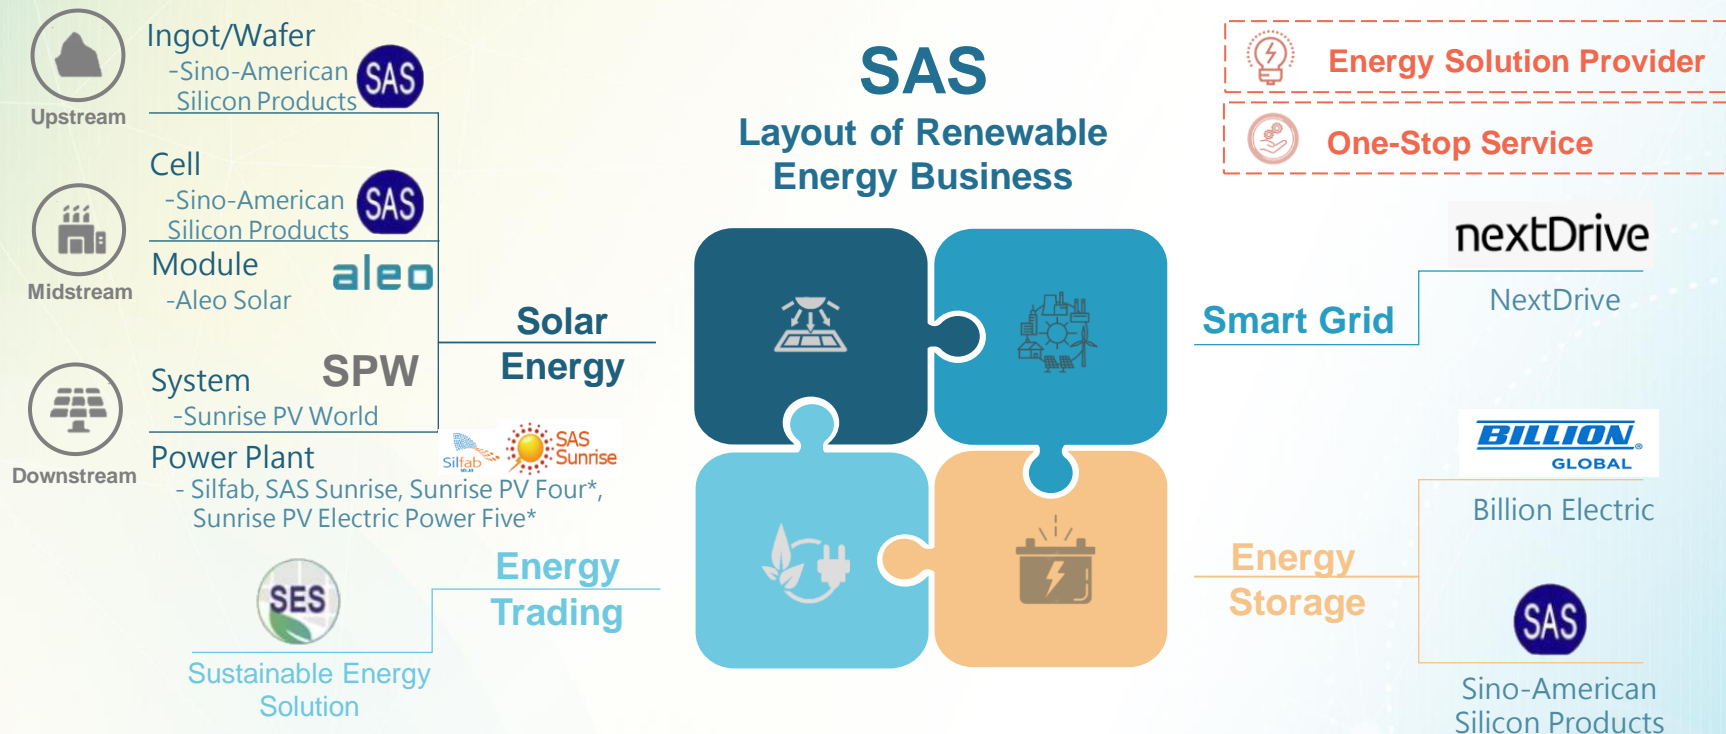 Ingot/Wafer
-Sino-American
Silicon Products
SAS
Upstream
Cell
-Sino-American
Silicon Products
SAS
Module
-Aleo Solar
aleo
Midstream
System
-Sunrise PV World
SPW
Power Plant
- Silfab, SAS Sunrise, Sunrise PV Four*,
Sunrise PV Electric Power Five*
Silfab
SOLAR
SAS
Sunrise
Downstream
Solar
Energy
SES
Sustainable Energy
Solution
Energy
Trading
SAS
Layout of Renewable
Energy Business
Energy Solution Provider
One-Stop Service
Smart Grid
nextDrive
NextDrive
Energy
Storage
BILLION®
GLOBAL
Billion Electric
SAS
Sino-American
Silicon Products